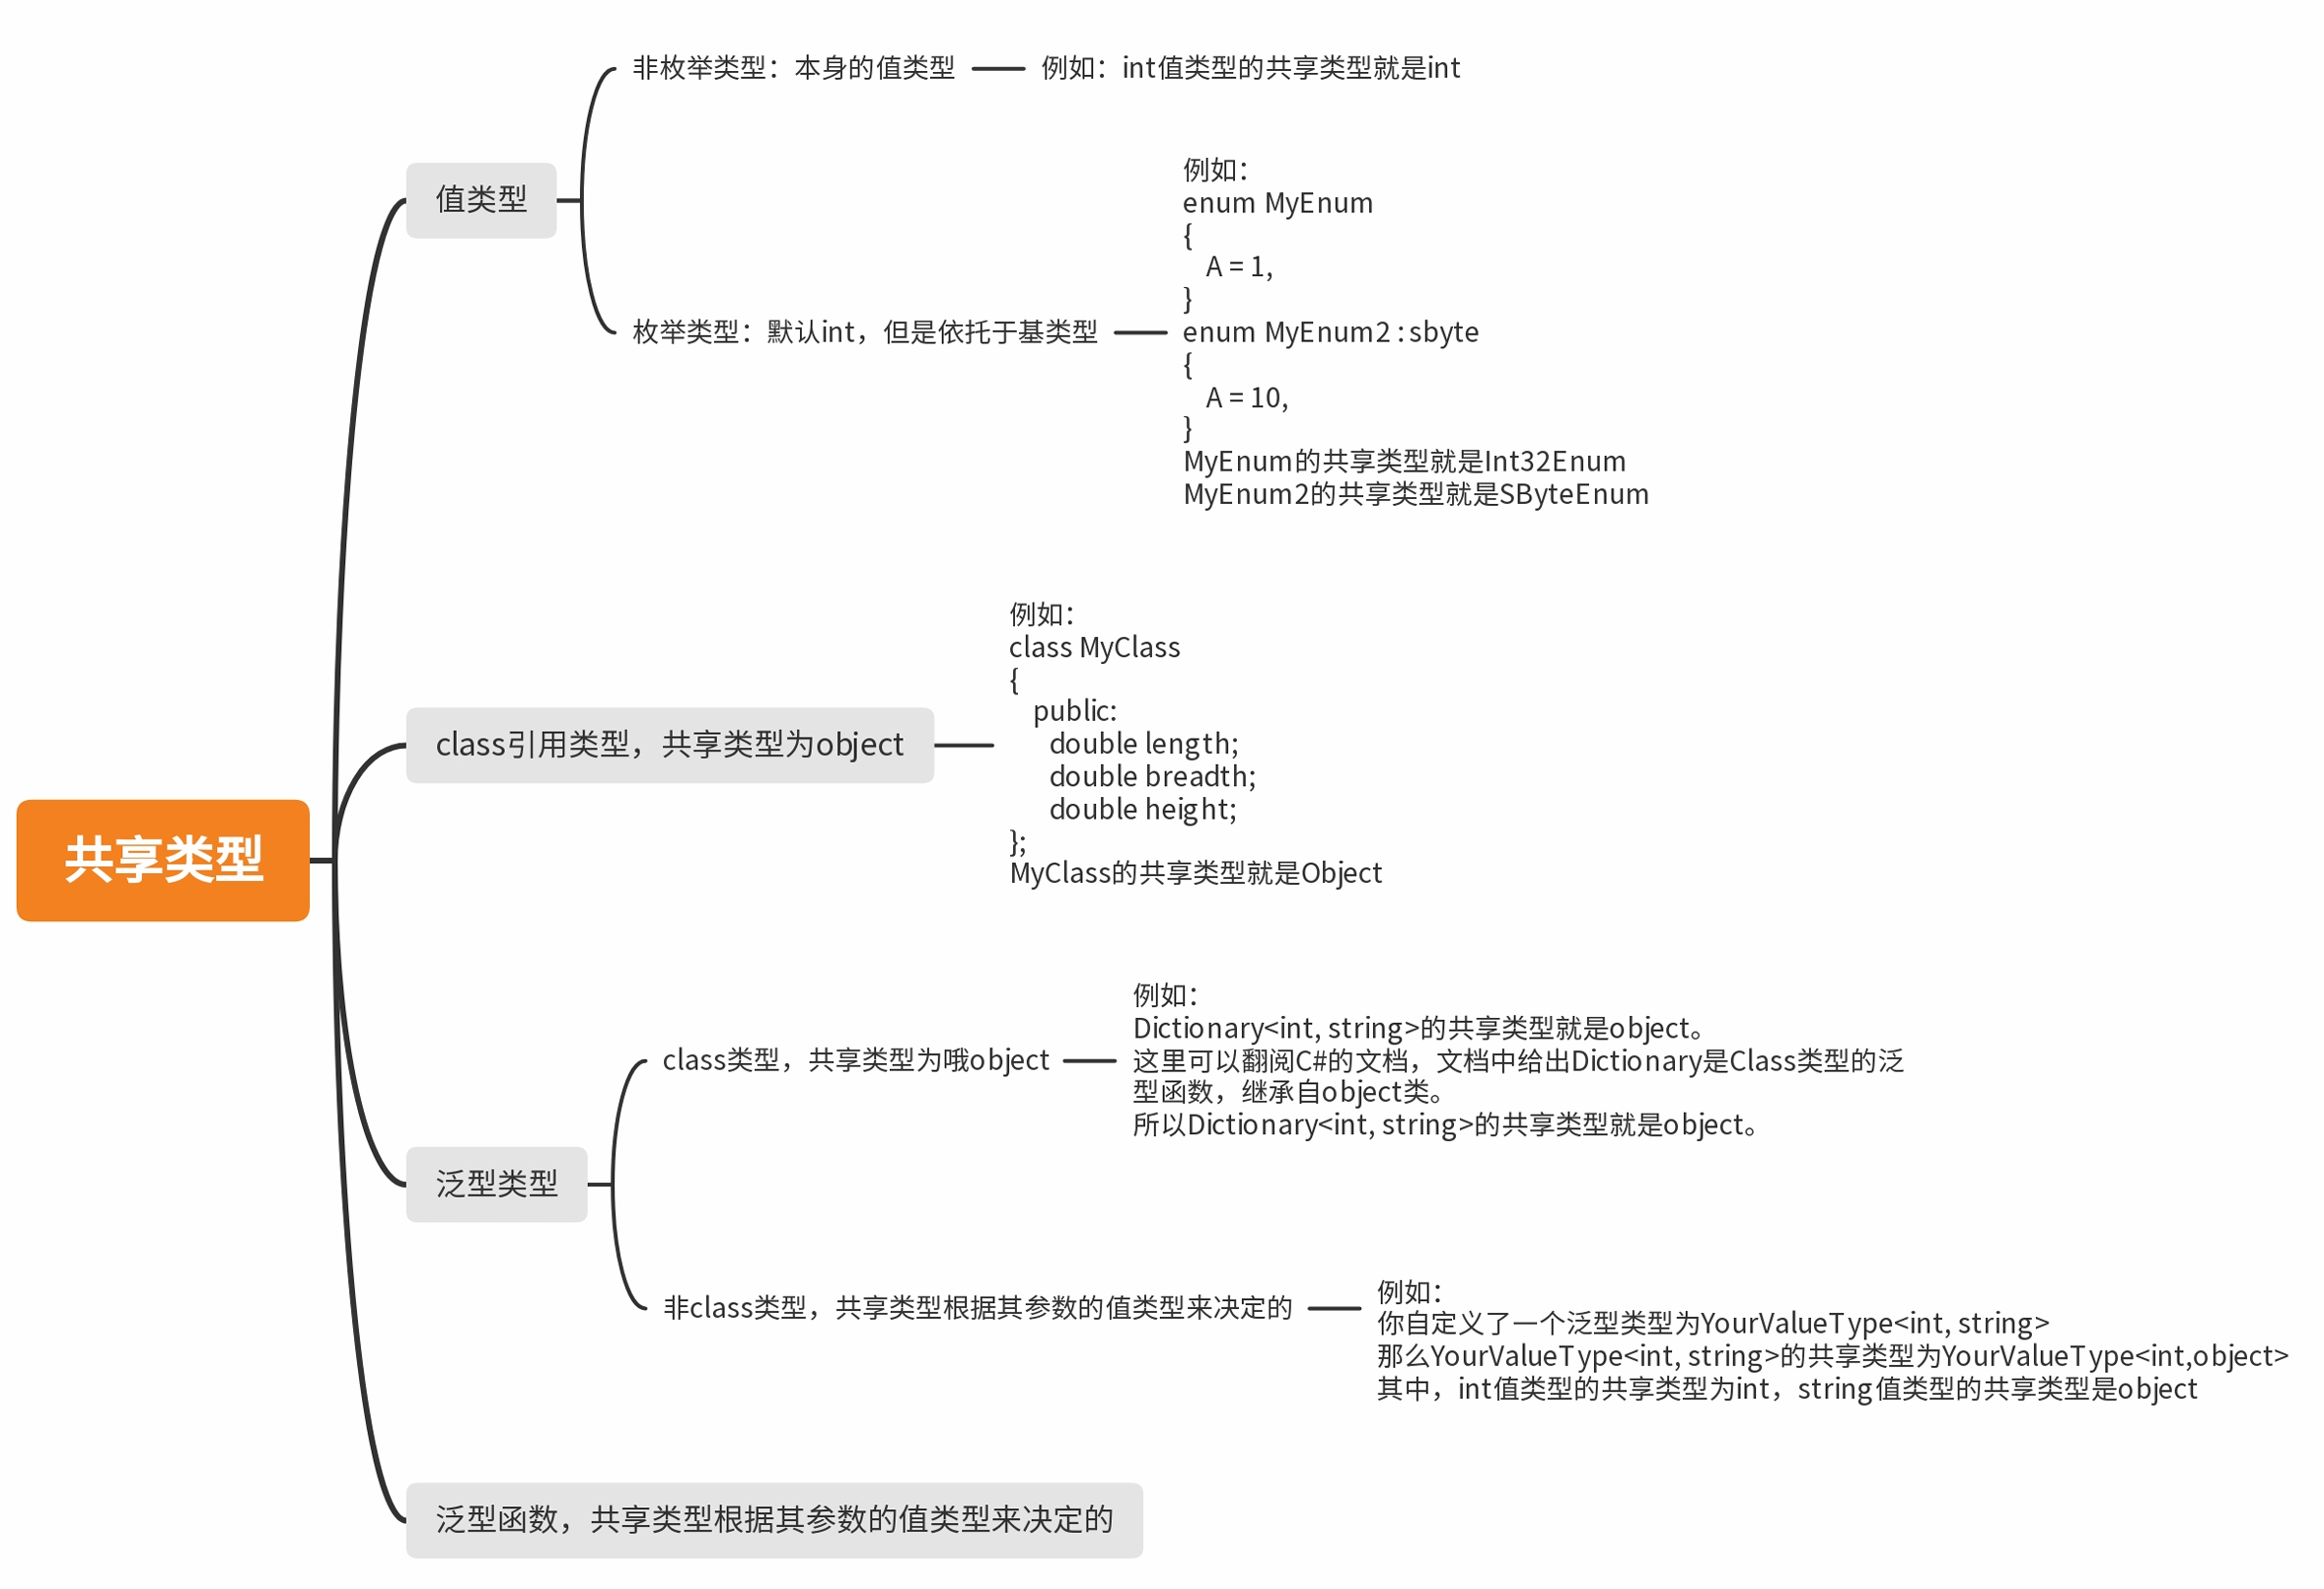 共享类型
值类型
非枚举类型：本身的值类型
例如：int值类型的共享类型就是int
枚举类型：默认int，但是依托于基类型
例如：
enum MyEnum
{
A = 1,
}
enum MyEnum2 : sbyte
{
A = 10,
}
MyEnum的共享类型就是Int32Enum
MyEnum2的共享类型就是SByteEnum
class引用类型，共享类型为object
例如：
class MyClass
{
public:
double length;
double breadth;
double height;
};
MyClass的共享类型就是Object
泛型类型
class类型，共享类型为哦object
例如：
Dictionary<int, string>的共享类型就是object。
这里可以翻阅C#的文档，文档中给出Dictionary是Class类型的泛
型函数，继承自object类。
所以Dictionary<int, string>的共享类型就是object。
非class类型，共享类型根据其参数的值类型来决定的
例如：
你自定义了一个泛型类型为YourValueType<int, string>
那么YourValueType<int, string>的共享类型为YourValueType<int,object>
其中，int值类型的共享类型为int，string值类型的共享类型是object
泛型函数，共享类型根据其参数的值类型来决定的